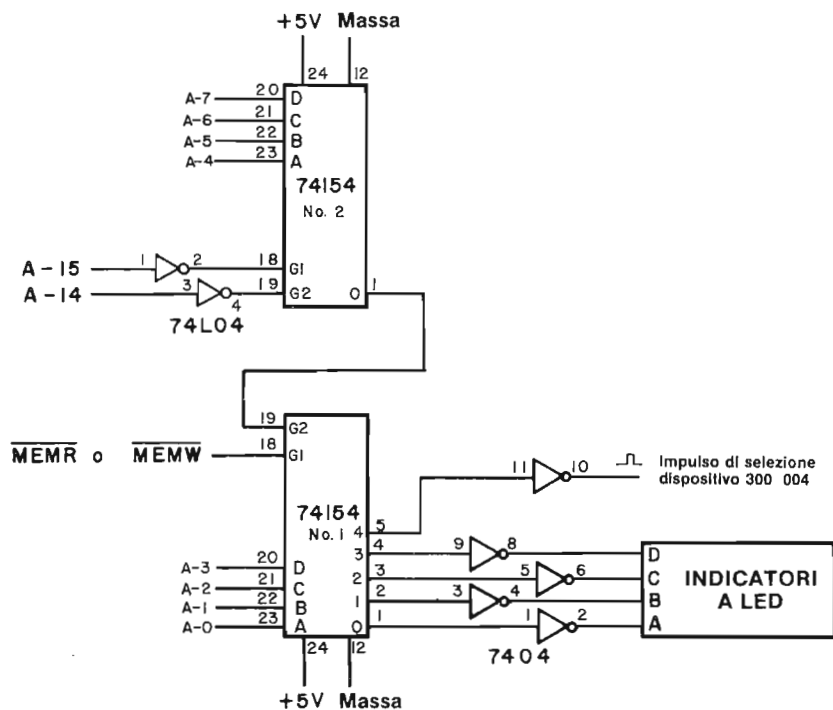 +5V Massa
24 12
A-7 20 D
A-6 21 C
A-5 22 B
A-4 23 A
74154
No. 2
A-15 1 2 18 G1
A-14 3 4 19 G2 0 1
74L04
19 G2
MEMR o MEMW 18 G1
11 10 Impulso di selezione
dispositivo 300 004
74154
No. 1
4 5
3 4 9 8 D
A-3 20 D
2 3 5 6 C
A-2 21 C
1 2 3 4 B
A-1 22 B
0 1 1 2 A
A-0 23 A
INDICATORI
A LED
7404
24 12
+5V Massa